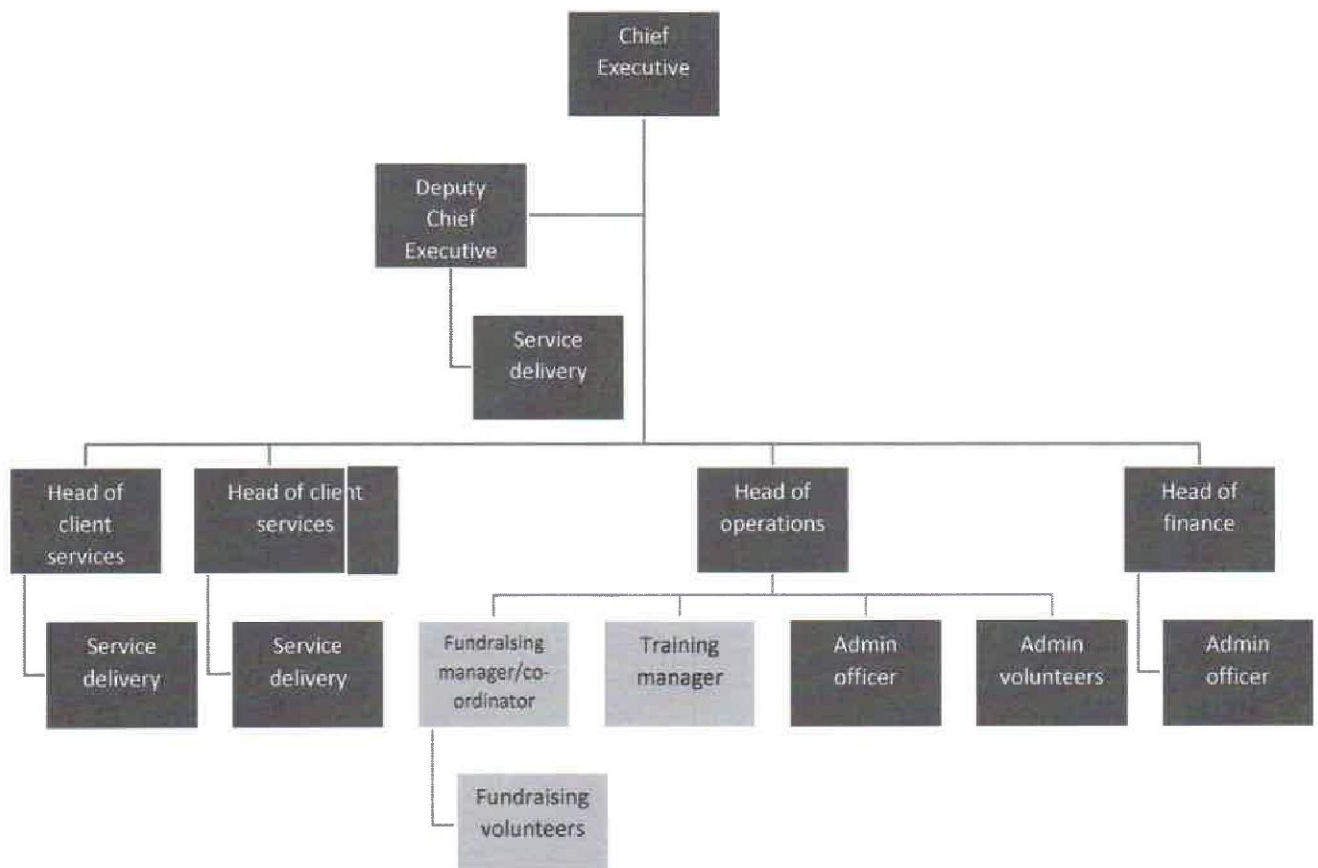 Chief
Executive
Deputy
Chief
Executive
Service
delivery
Head of
client
services
Head of client
services
Head of
operations
Head of
finance
Service
delivery
Service
delivery
Fundraising
manager/co-
ordinator
Training
manager
Admin
officer
Admin
volunteers
Admin
officer
Fundraising
volunteers